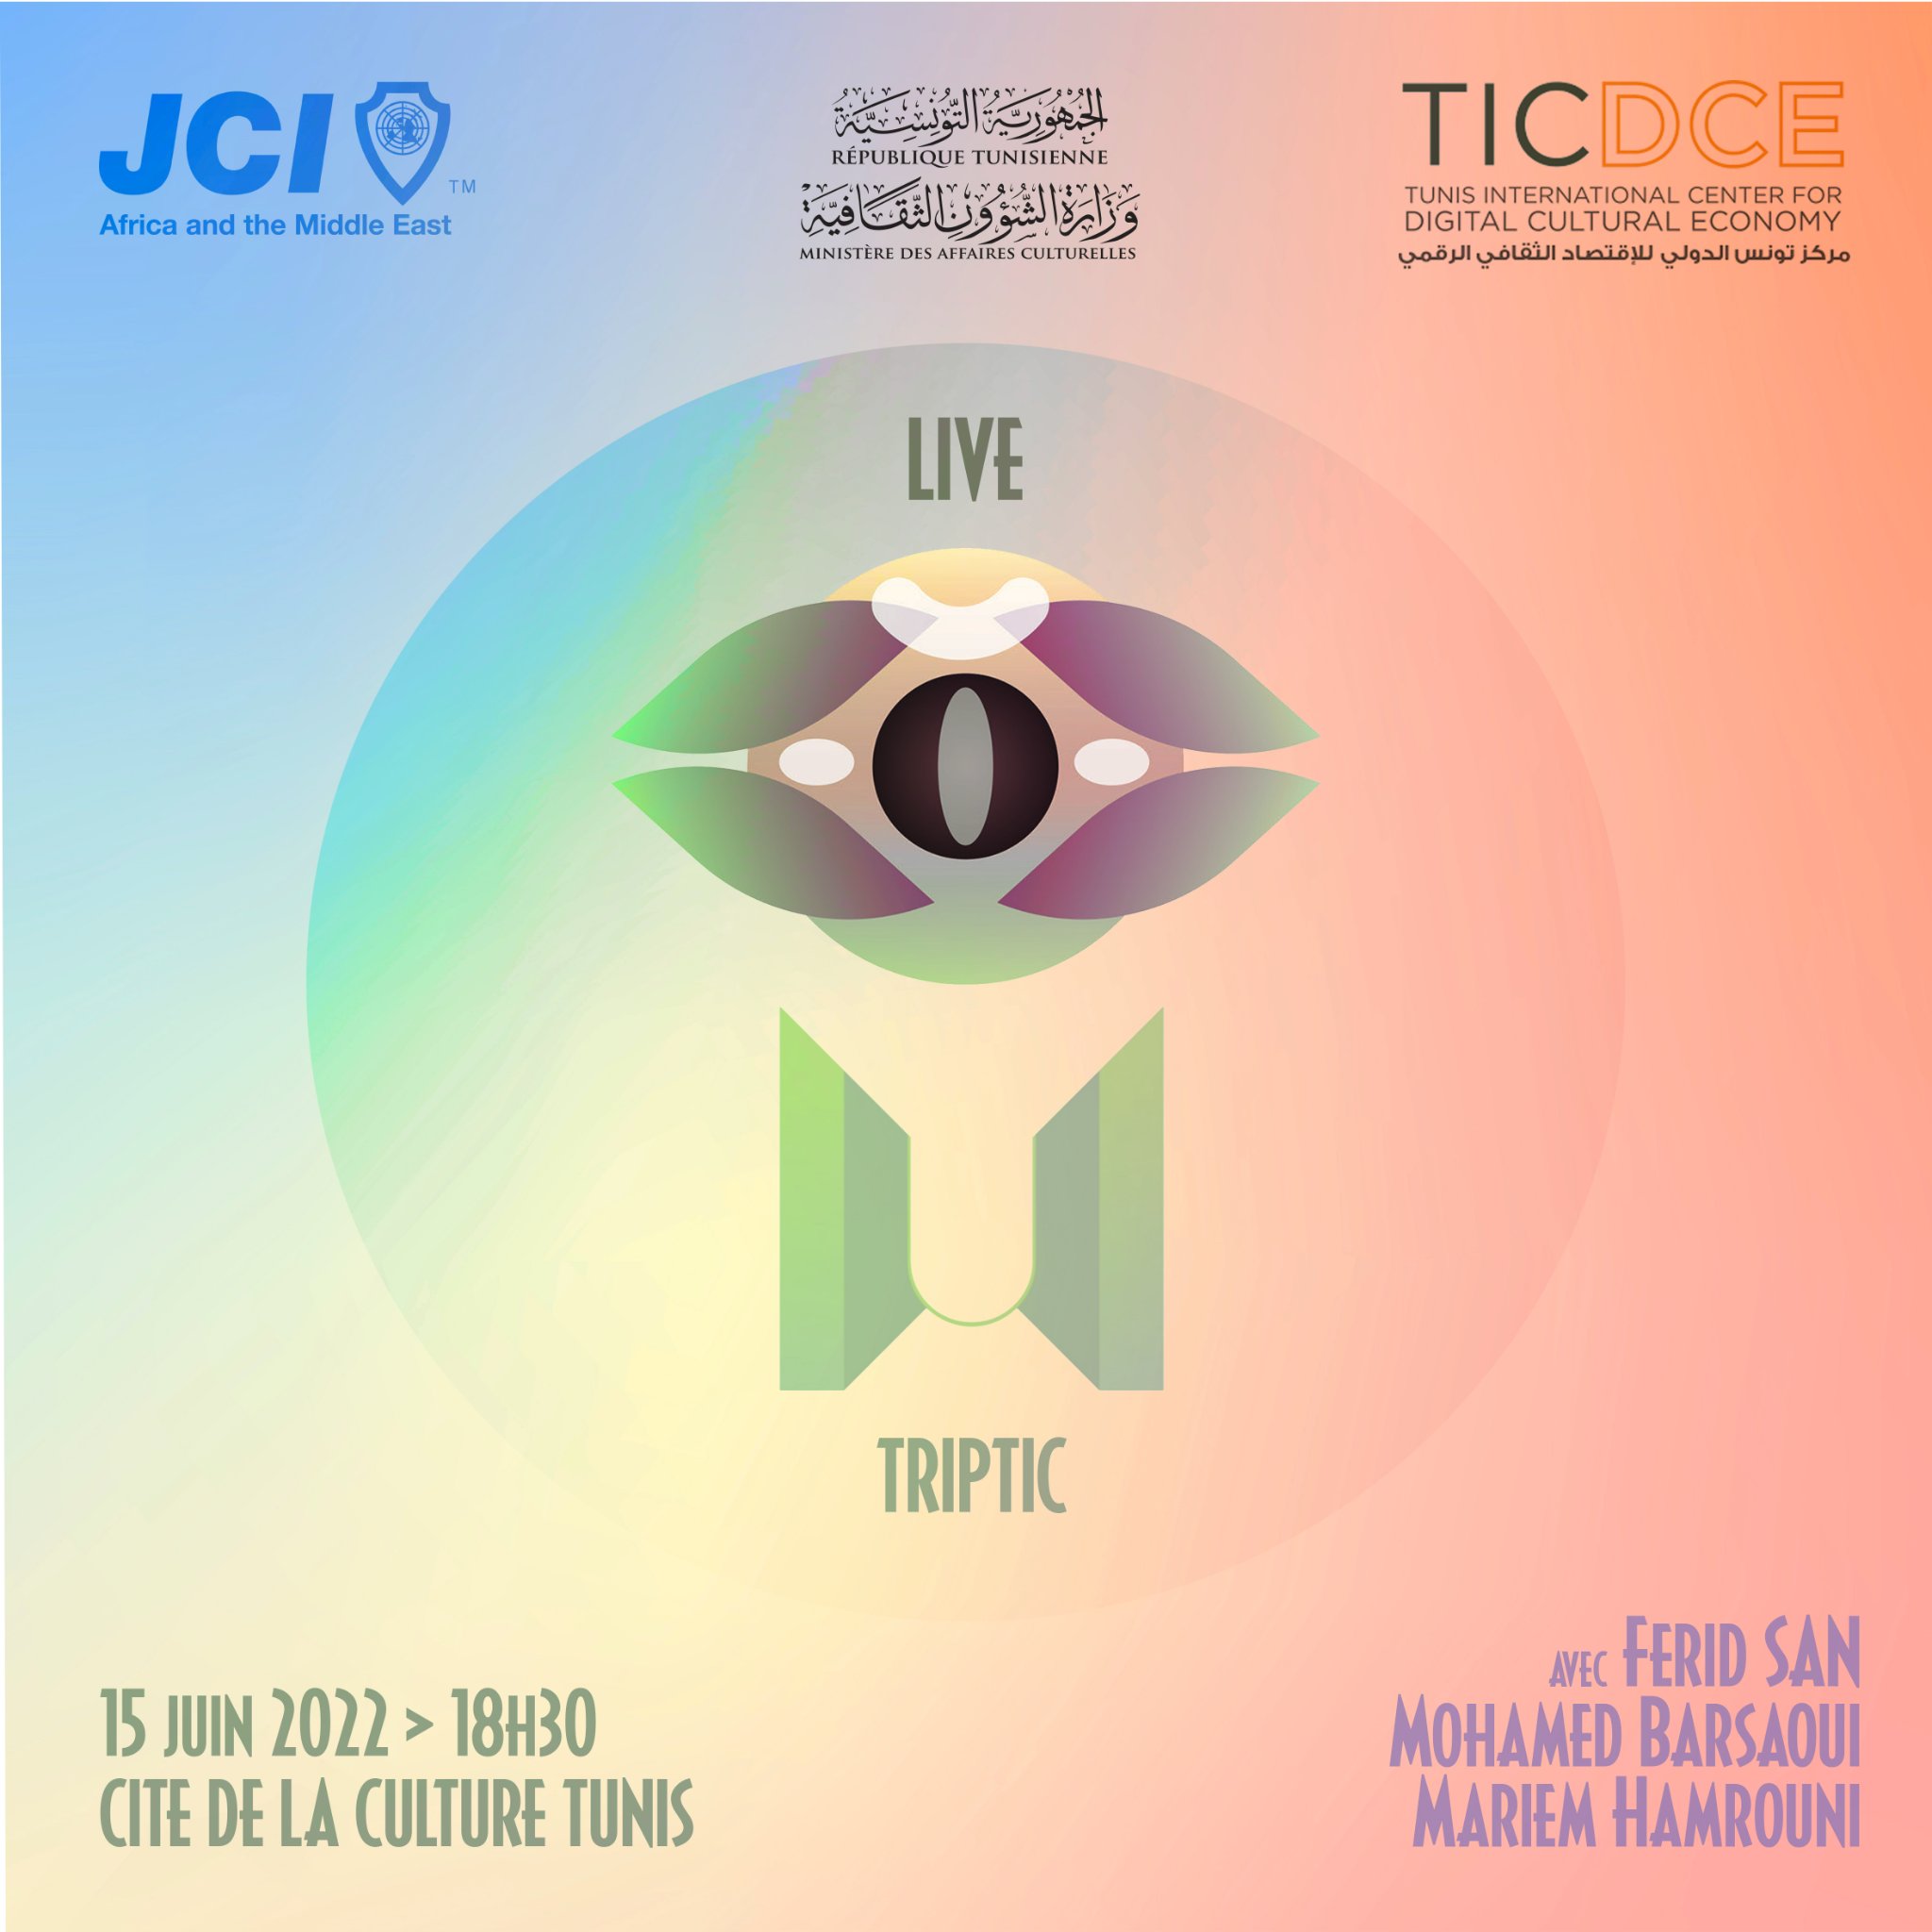 JCI TM
Africa and the Middle East
الجمهورية التونسية
RÉPUBLIQUE TUNISIENNE
وزارة الشؤون الثقافية
MINISTÈRE DES AFFAIRES CULTURELLES
TICDCE
TUNIS INTERNATIONAL CENTER FOR
DIGITAL CULTURAL ECONOMY
مركز تونس الدولي للإقتصاد الثقافي الرقمي
LIVE
TRIPTIC
15 JUIN 2022 > 18H30
CITE DE LA CULTURE TUNIS
AVEC FERID SAN
MOHAMED BARSAOUI
MARIEM HAMROUNI